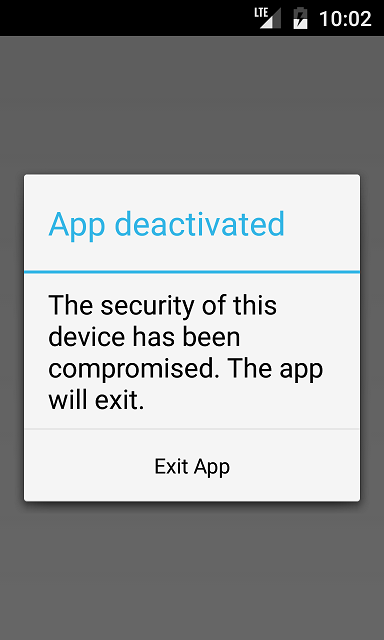 LTE 10:02
App deactivated
The security of this
device has been
compromised. The app
will exit.
Exit App